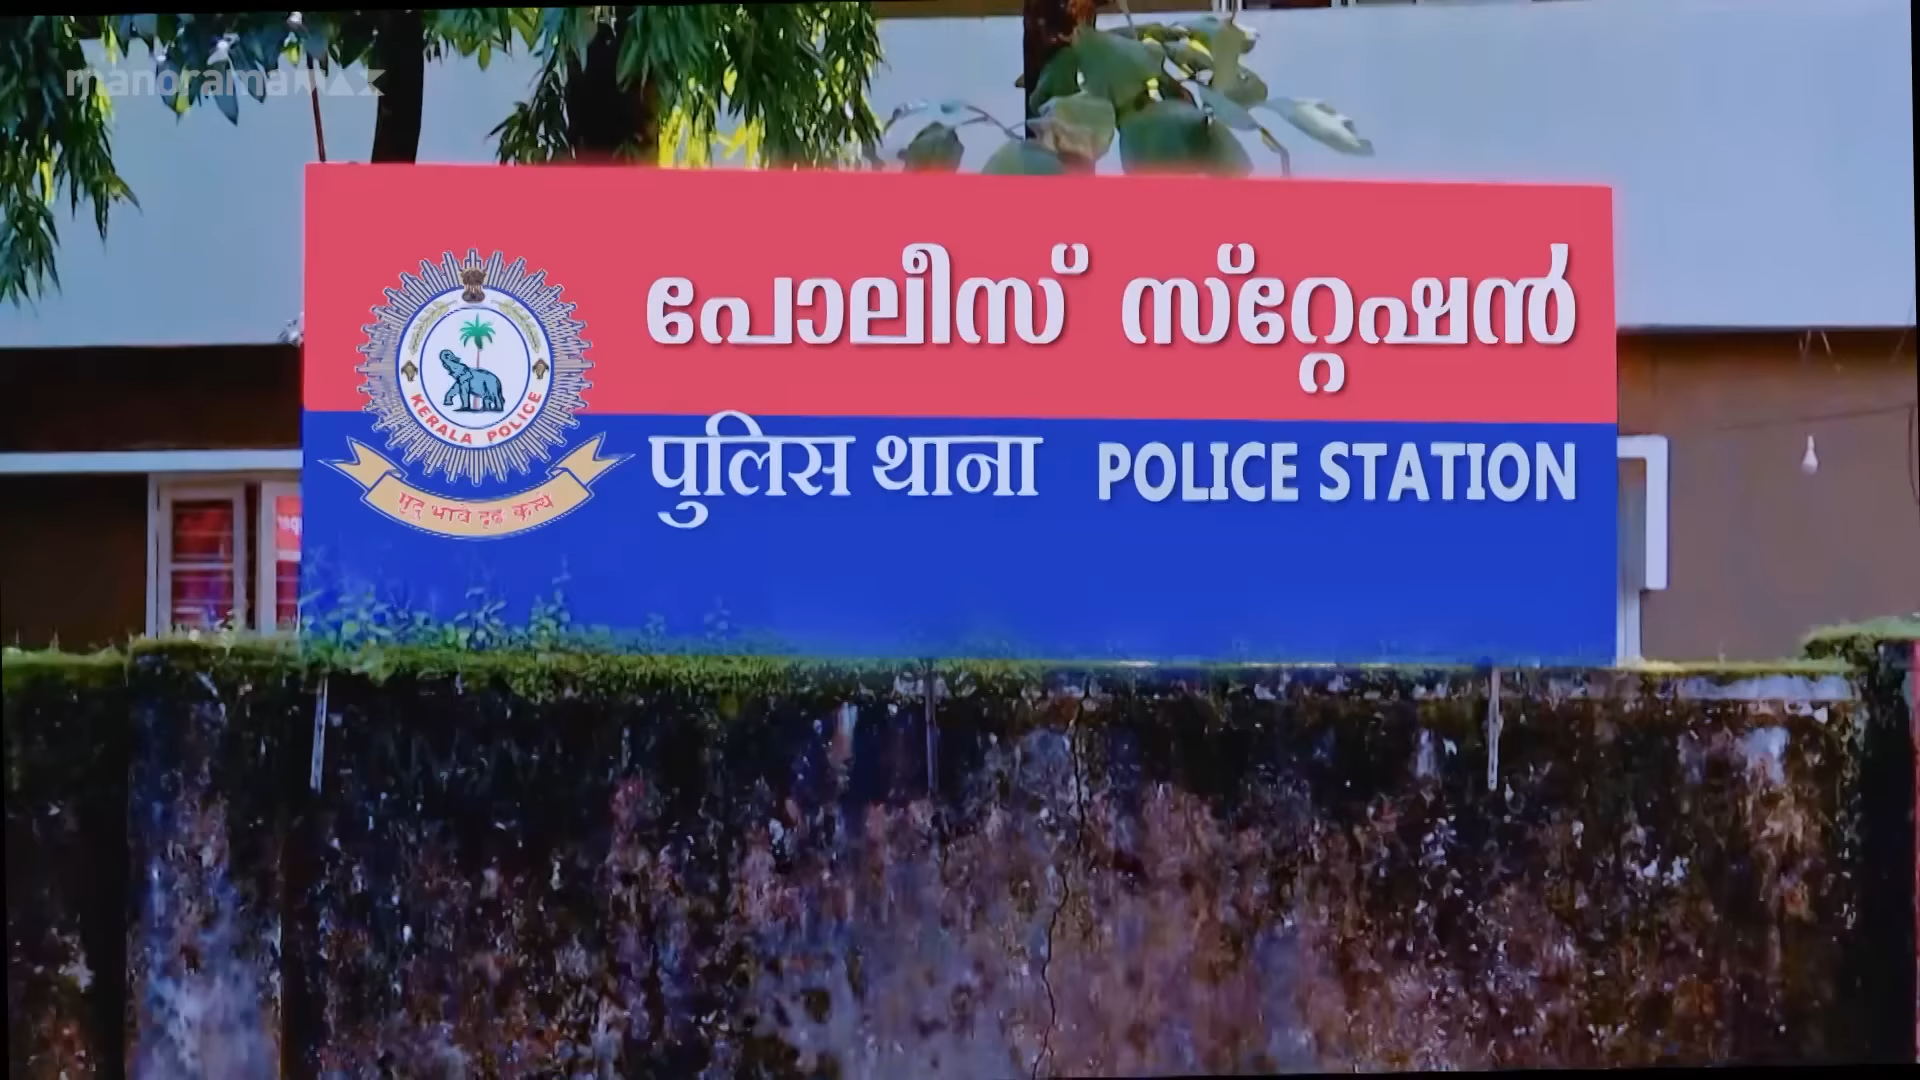 manoramaMAX
പോലീസ് സ്റ്റേഷൻ
KERALA POLICE
पुलिस थाना POLICE STATION
मृदु भावे दृढ कृत्ये